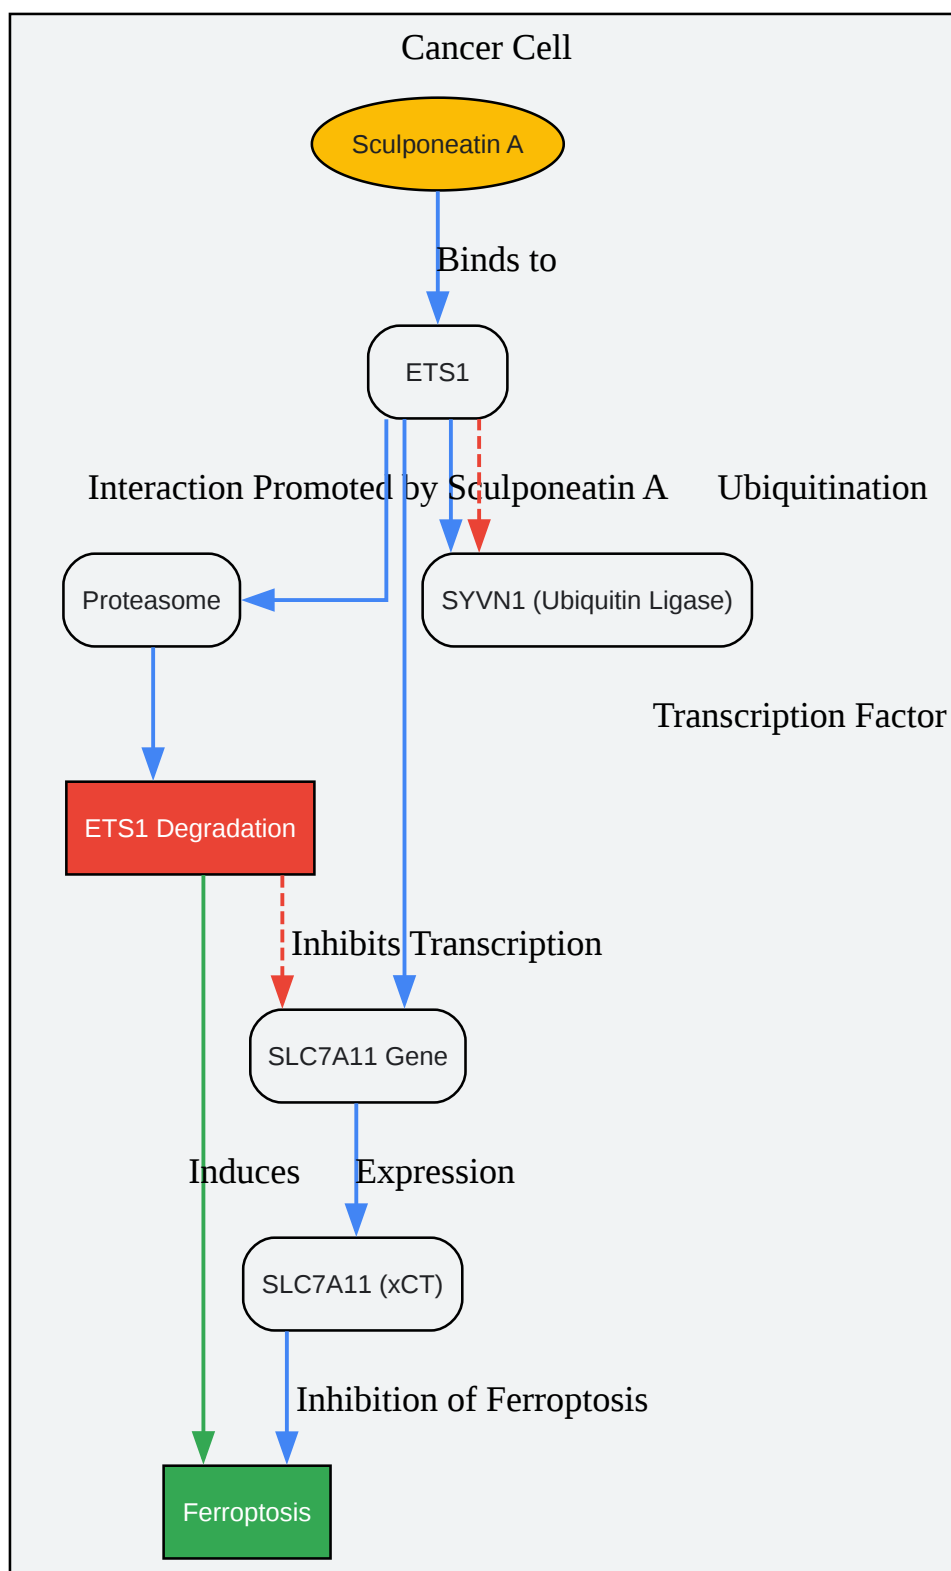 Cancer Cell
Sculponeatin A
Binds to
ETS1
Interaction Promoted by Sculponeatin A
Ubiquitination
Proteasome
SYVN1 (Ubiquitin Ligase)
Transcription Factor
ETS1 Degradation
Inhibits Transcription
SLC7A11 Gene
Induces
Expression
SLC7A11 (xCT)
Inhibition of Ferroptosis
Ferroptosis